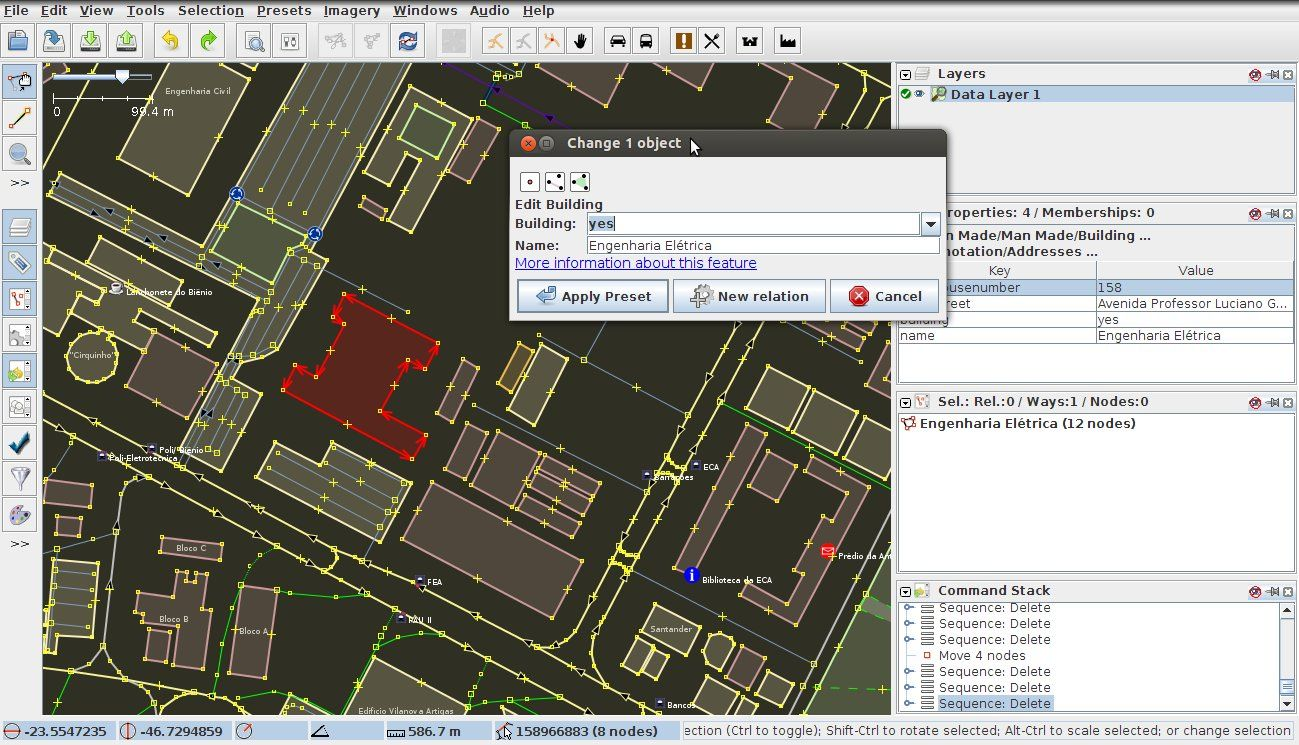 File Edit View Tools Selection Presets Imagery Windows Audio Help
Engenharia Civil
0 99.4 m
>>
Lanchonete do Biênio
"Cirquinho"
Poli/Biênio
Poli-Eletrotécnica
Bloco C
Bloco B
Bloco A
FEA
FAU II
Edifício Vilanova Artigas
ECA
Biblioteca da ECA
Prédio da An
Santander
Bancos
>>
Change 1 object
Edit Building
Building: yes
Name: Engenharia Elétrica
More information about this feature
Apply Preset New relation Cancel
Layers
Data Layer 1
roperties: 4 / Memberships: 0
n Made/Man Made/Building ...
notation/Addresses ...
Key Value
ousenumber 158
reet Avenida Professor Luciano G...
building yes
name Engenharia Elétrica
Sel.: Rel.:0 / Ways:1 / Nodes:0
Engenharia Elétrica (12 nodes)
Command Stack
Sequence: Delete
Sequence: Delete
Sequence: Delete
Move 4 nodes
Sequence: Delete
Sequence: Delete
Sequence: Delete
-23.5547235 -46.7294859 586.7 m 158966883 (8 nodes) ection (Ctrl to toggle); Shift-Ctrl to rotate selected; Alt-Ctrl to scale selected; or change selection